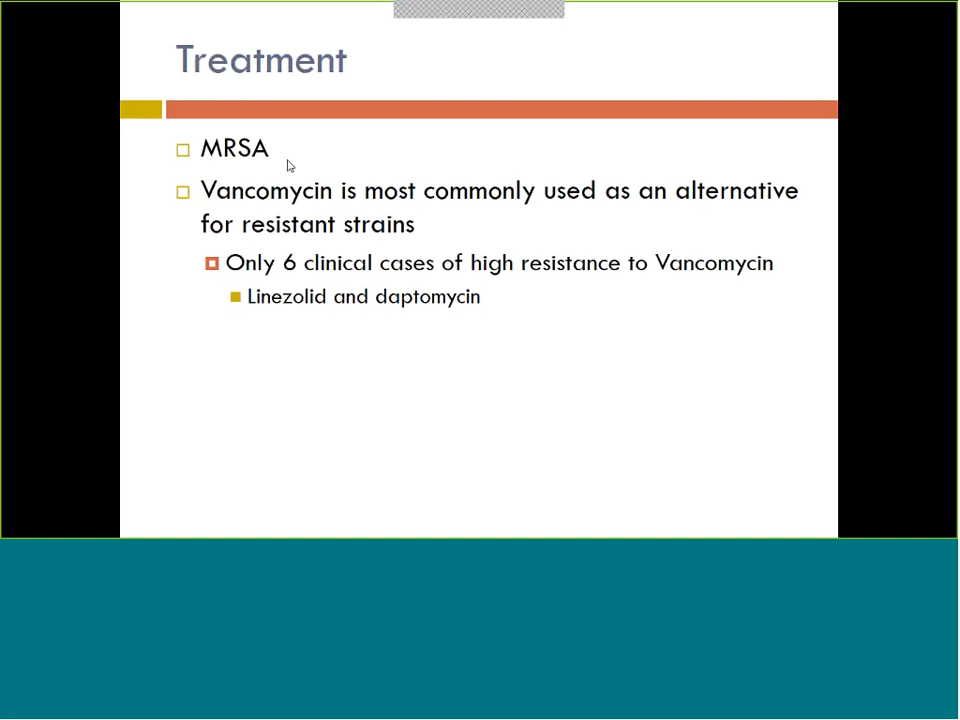 Treatment
MRSA
Vancomycin is most commonly used as an alternative
for resistant strains
Only 6 clinical cases of high resistance to Vancomycin
Linezolid and daptomycin